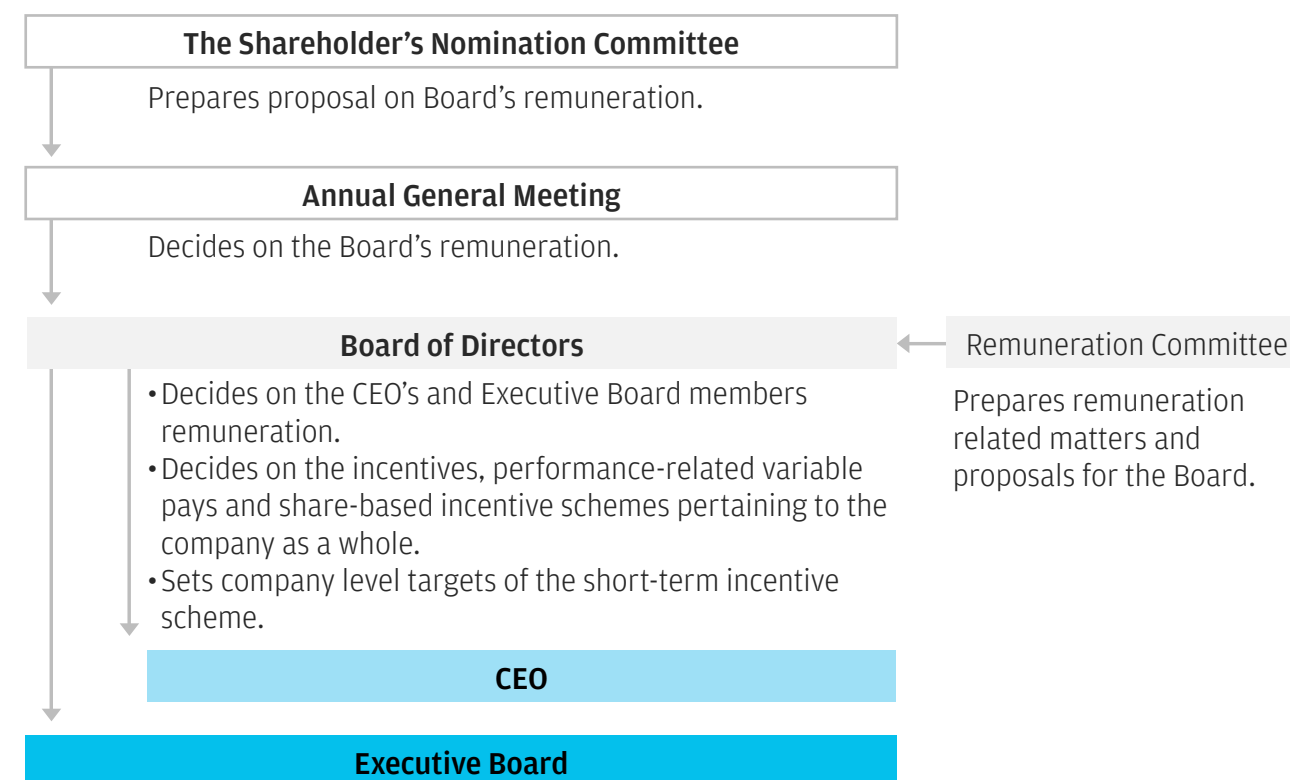 The Shareholder’s Nomination Committee
Prepares proposal on Board’s remuneration.
Annual General Meeting
Decides on the Board’s remuneration.
Board of Directors
Remuneration Committee
•Decides on the CEO’s and Executive Board members
remuneration.
•Decides on the incentives, performance-related variable
pays and share-based incentive schemes pertaining to the
company as a whole.
•Sets company level targets of the short-term incentive
scheme.
Prepares remuneration
related matters and
proposals for the Board.
CEO
Executive Board